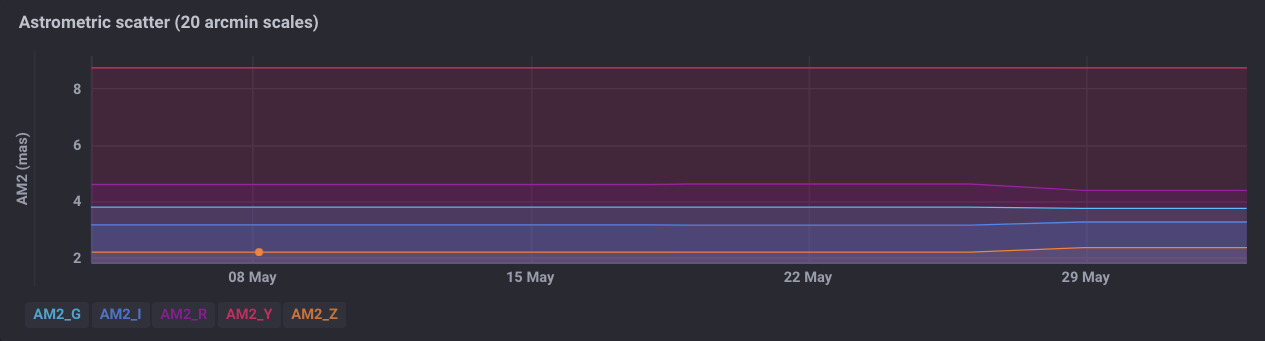 Astrometric scatter (20 arcmin scales)
AM2 (mas)
8
6
4
2
08 May 15 May 22 May 29 May
AM2_G AM2_I AM2_R AM2_Y AM2_Z